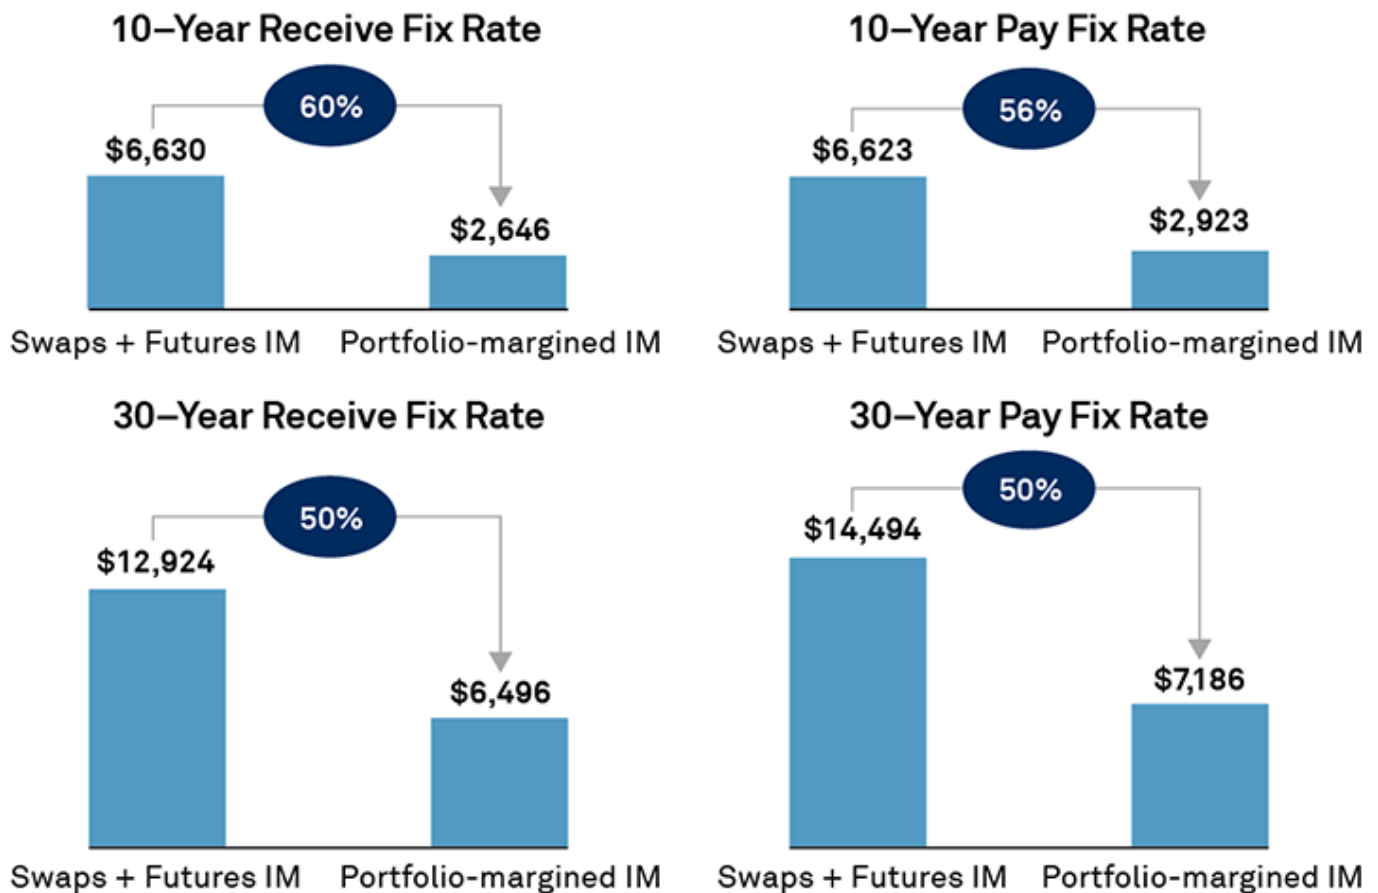 10–Year Receive Fix Rate
60%
$6,630
$2,646
Swaps + Futures IM
Portfolio-margined IM
10–Year Pay Fix Rate
56%
$6,623
$2,923
Swaps + Futures IM
Portfolio-margined IM
30–Year Receive Fix Rate
50%
$12,924
$6,496
Swaps + Futures IM
Portfolio-margined IM
30–Year Pay Fix Rate
50%
$14,494
$7,186
Swaps + Futures IM
Portfolio-margined IM